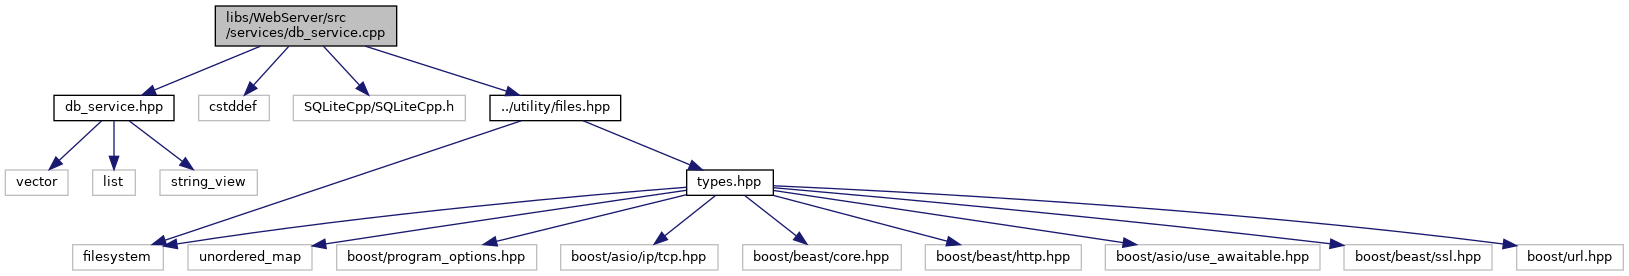 libs/WebServer/src
/services/db_service.cpp
db_service.hpp
cstddef
SQLiteCpp/SQLiteCpp.h
../utility/files.hpp
vector
list
string_view
types.hpp
filesystem
unordered_map
boost/program_options.hpp
boost/asio/ip/tcp.hpp
boost/beast/core.hpp
boost/beast/http.hpp
boost/asio/use_awaitable.hpp
boost/beast/ssl.hpp
boost/url.hpp